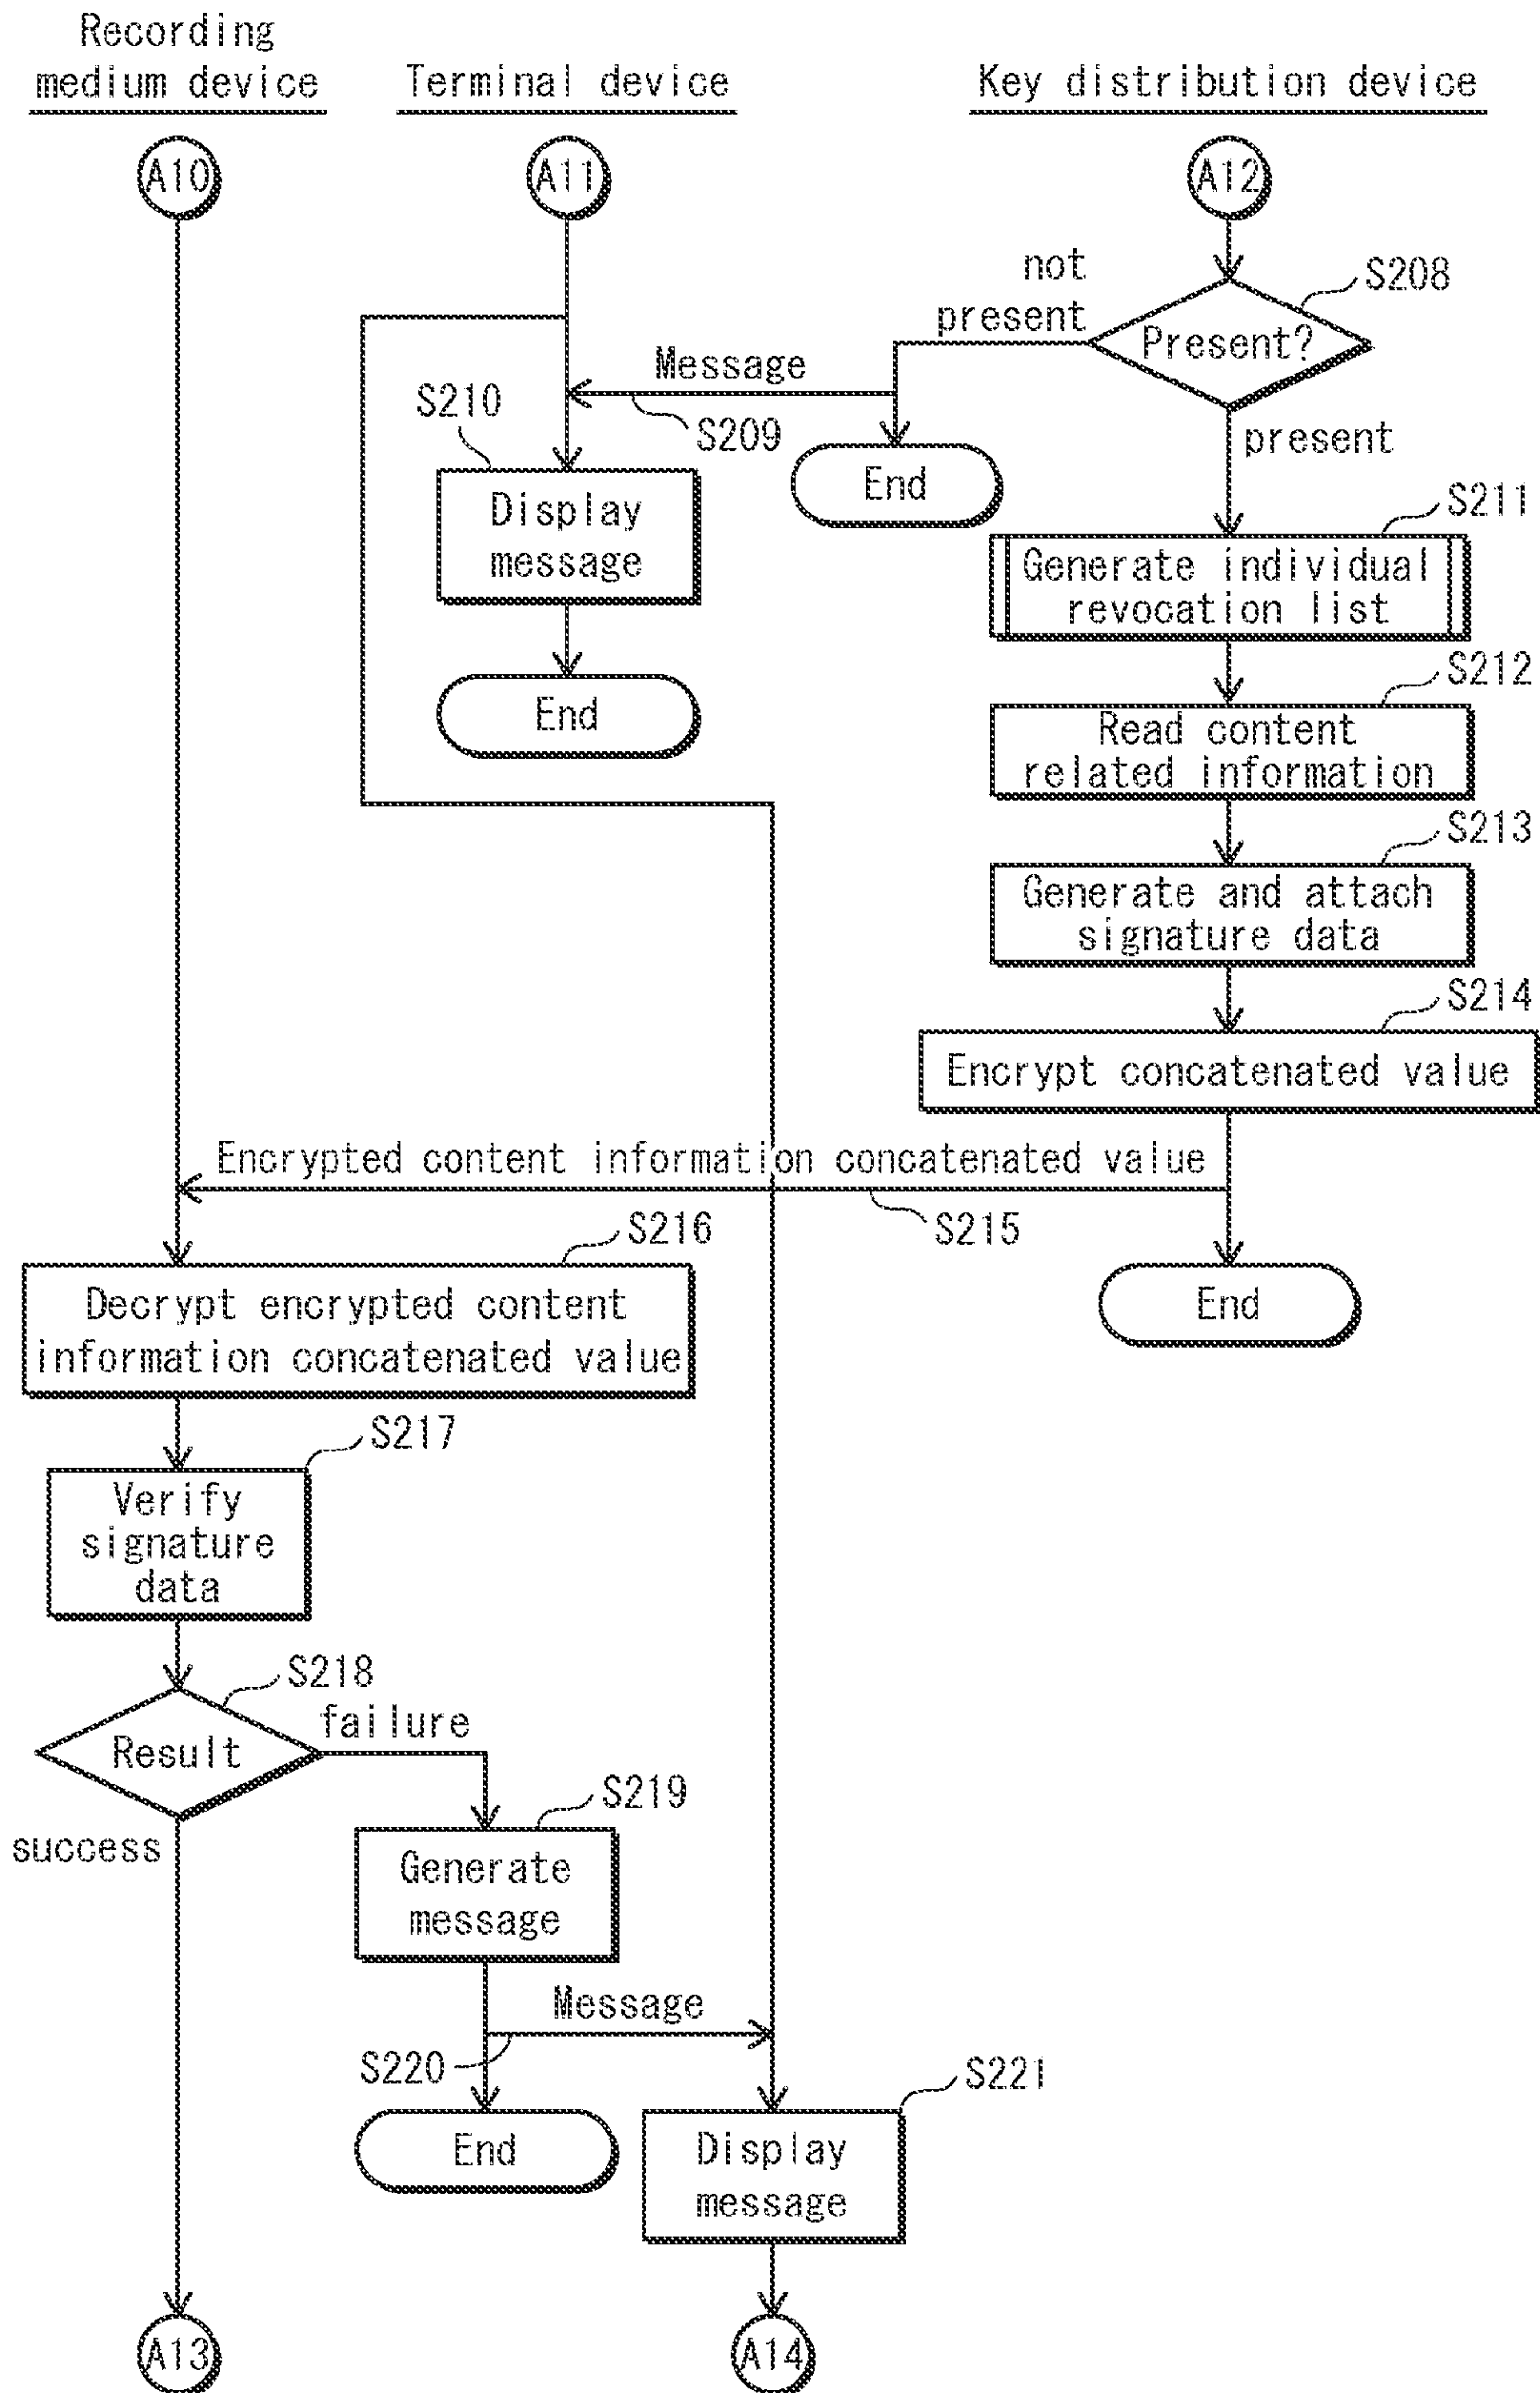 Recording
medium device
Terminal device
Key distribution device
A10
A11
A12
not
present
S208
Present?
Message
S210
S209
present
Display
message
End
S211
Generate individual
revocation list
End
S212
Read content
related information
S213
Generate and attach
signature data
S214
Encrypt concatenated value
Encrypted content information concatenated value
S215
S216
Decrypt encrypted content
information concatenated value
End
S217
Verify
signature
data
S218
failure
Result
success
S219
Generate
message
Message
S220
S221
End
Display
message
A13
A14